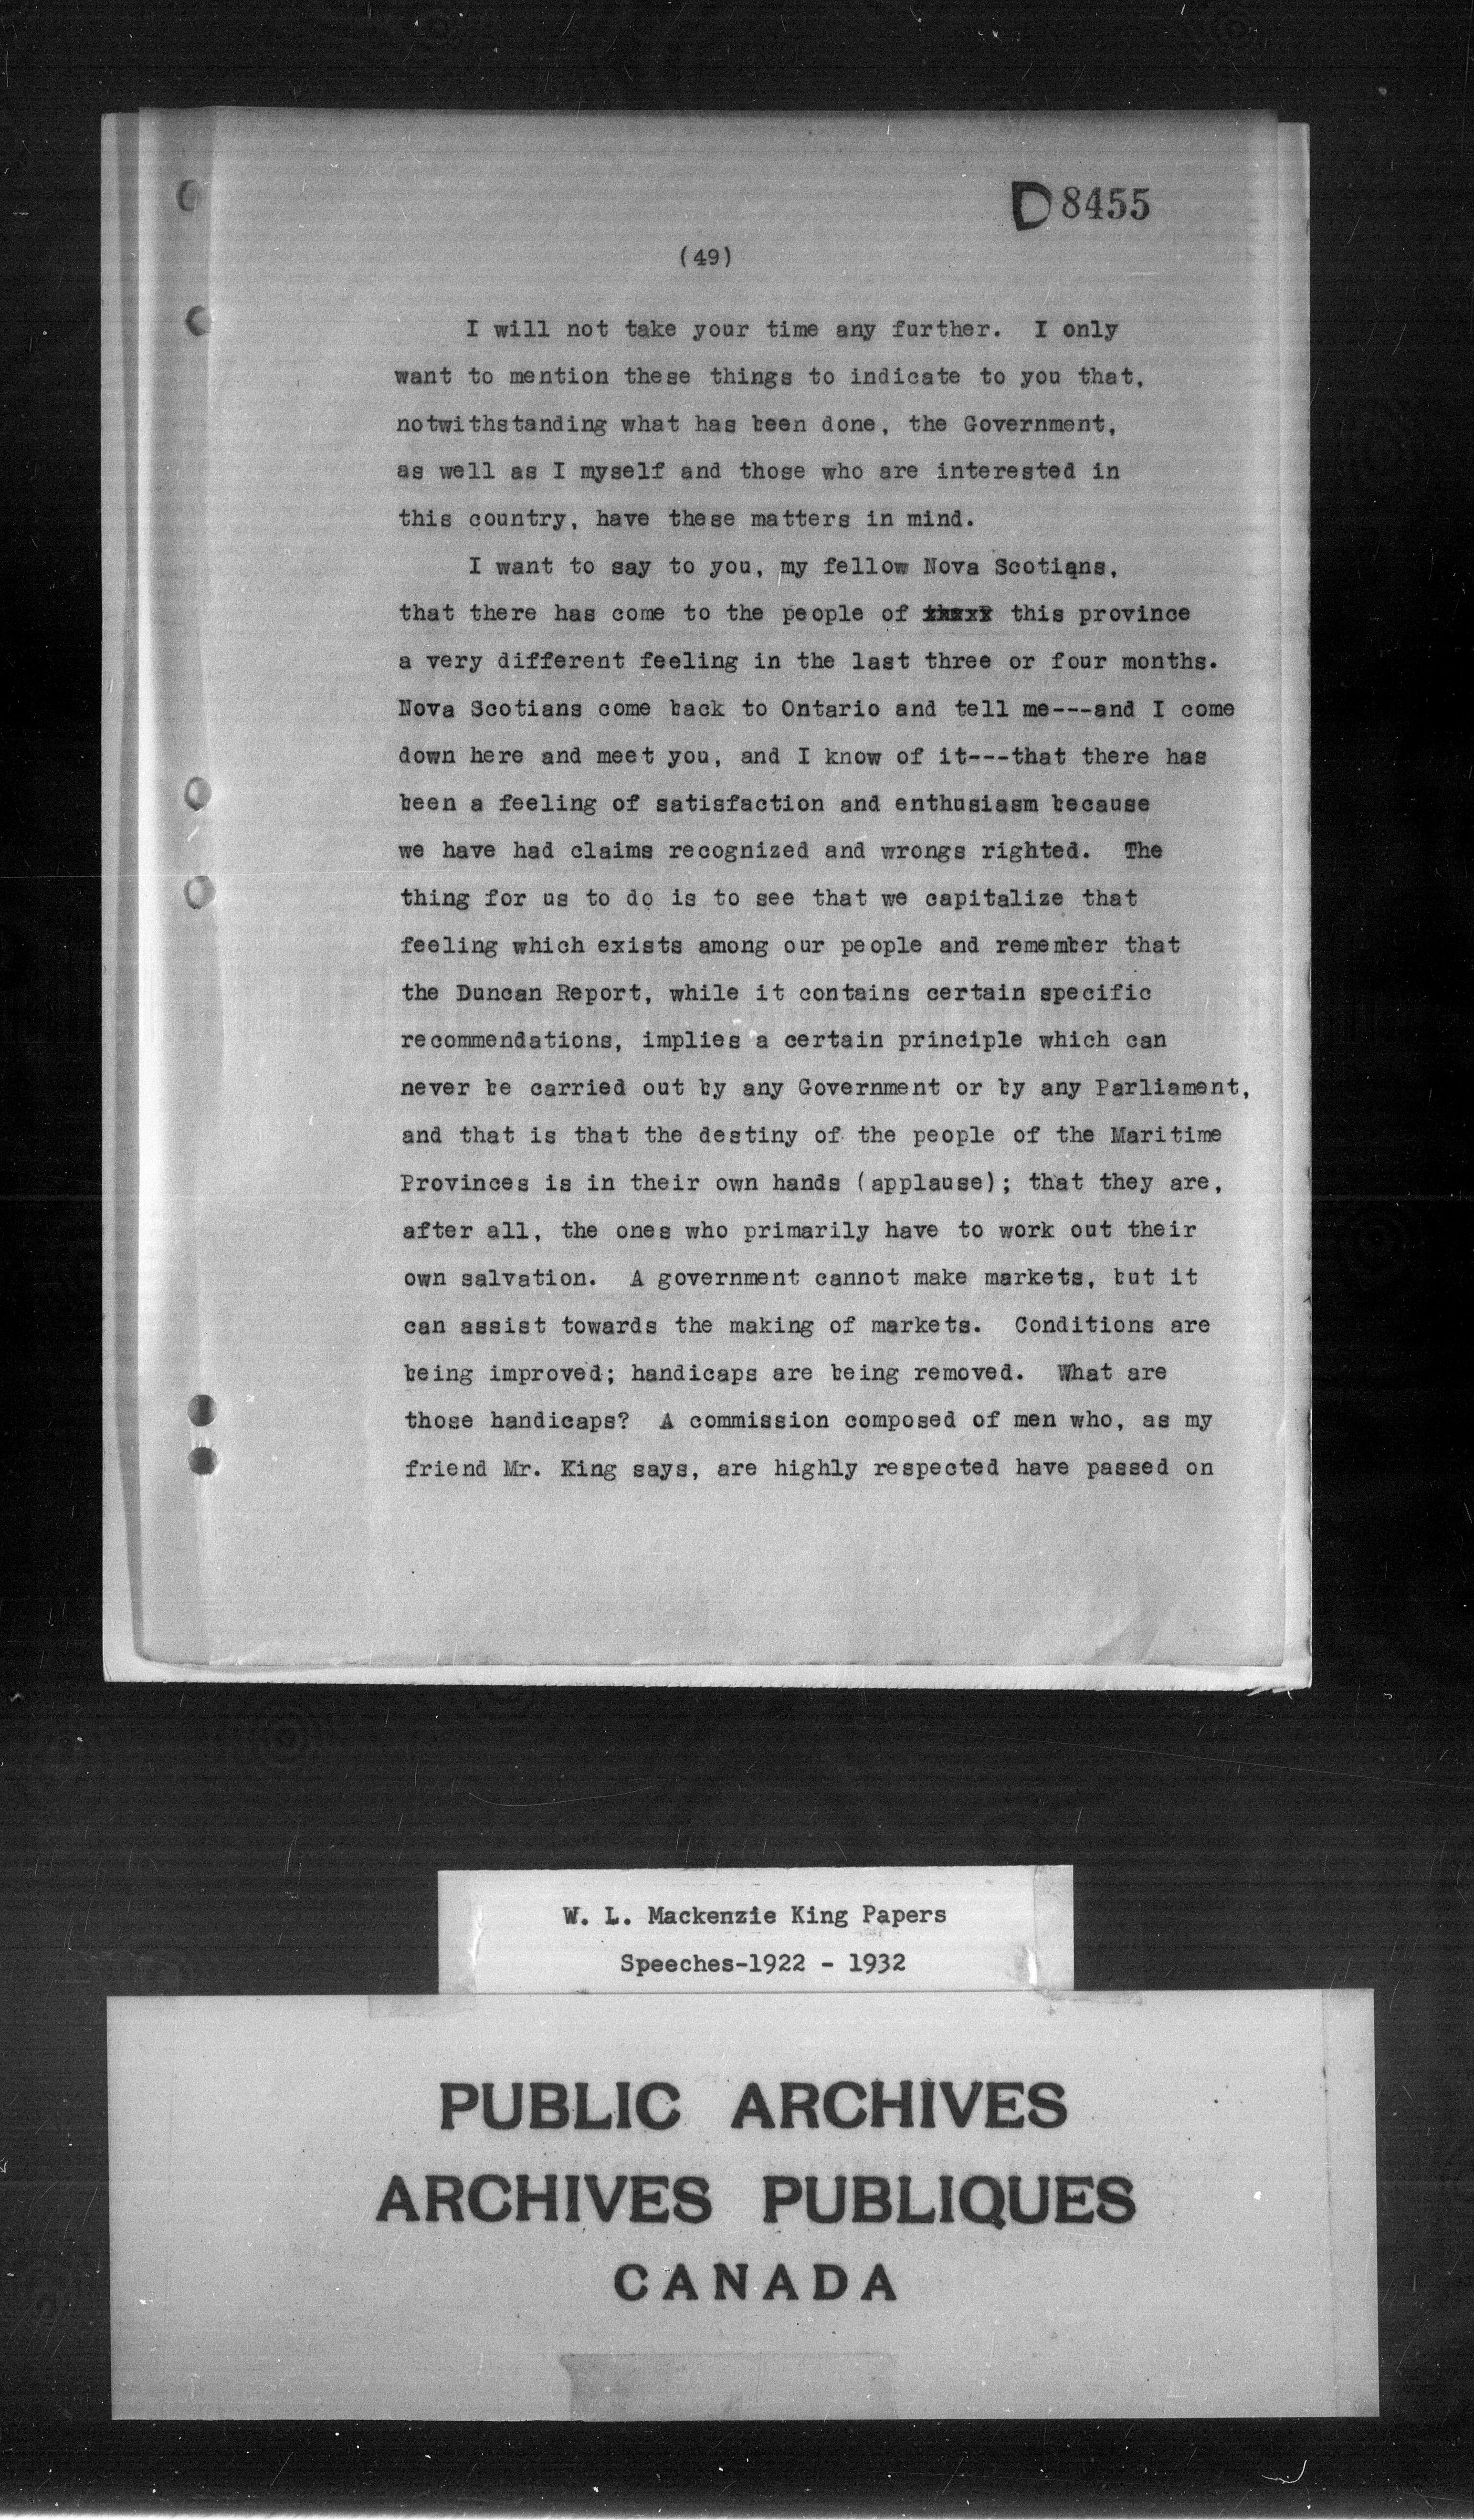 D 8455
(49)
I will not take your time any further. I only
want to mention these things to indicate to you that,
notwithstanding what has been done, the Government,
as well as I myself and those who are interested in
this country, have these matters in mind.
I want to say to you, my fellow Nova Scotians,
that there has come to the people of this province
a very different feeling in the last three or four months.
Nova Scotians come back to Ontario and tell me---and I come
down here and meet you, and I know of it---that there has
been a feeling of satisfaction and enthusiasm because
we have had claims recognized and wrongs righted. The
thing for us to do is to see that we capitalize that
feeling which exists among our people and remember that
the Duncan Report, while it contains certain specific
recommendations, implies a certain principle which can
never be carried out by any Government or by any Parliament,
and that is that the destiny of the people of the Maritime
Provinces is in their own hands (applause); that they are,
after all, the ones who primarily have to work out their
own salvation. A government cannot make markets, but it
can assist towards the making of markets. Conditions are
being improved; handicaps are being removed. What are
those handicaps? A commission composed of men who, as my
friend Mr. King says, are highly respected have passed on
W. L. Mackenzie King Papers
Speeches-1922 - 1932
PUBLIC ARCHIVES
ARCHIVES PUBLIQUES
CANADA